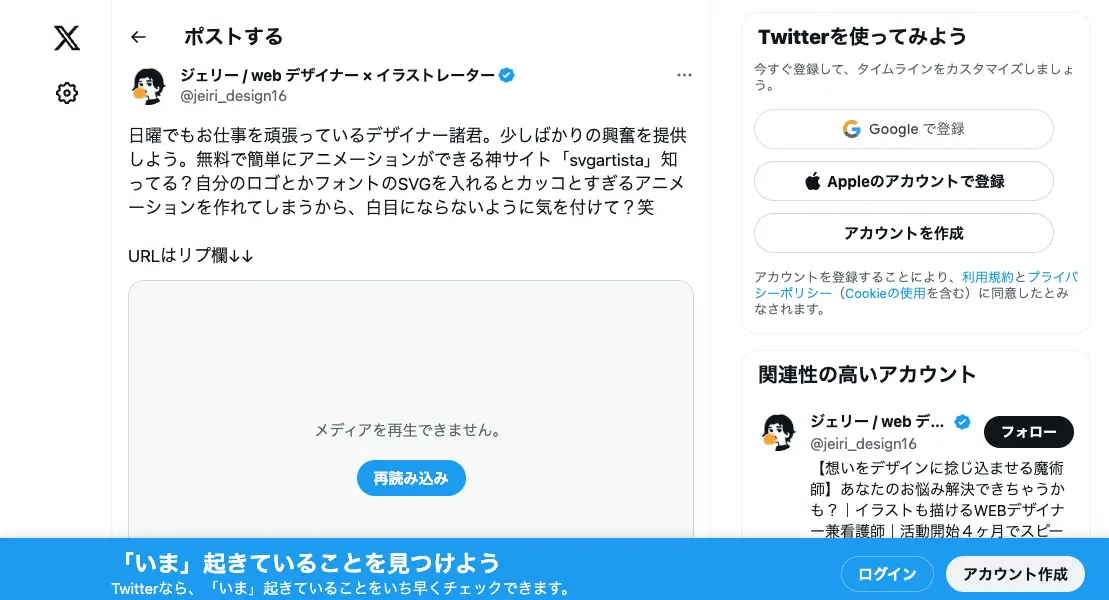 ポストする
ジェリー / web デザイナー × イラストレーター
@jeiri_design16
日曜でもお仕事を頑張っているデザイナー諸君。少しばかりの興奮を提供
しよう。無料で簡単にアニメーションができる神サイト「svgartista」知
ってる？自分のロゴとかフォントのSVGを入れるとカッコとすぎるアニメ
ーションを作れてしまうから、白目にならないように気を付けて？笑
URLはリプ欄↓↓
メディアを再生できません。
再読み込み
Twitterを使ってみよう
今すぐ登録して、タイムラインをカスタマイズしましょ
う。
Google で登録
Appleのアカウントで登録
アカウントを作成
アカウントを登録することにより、利用規約とプライバ
シーポリシー（Cookieの使用を含む）に同意したとみ
なされます。
関連性の高いアカウント
ジェリー / web デ...
@jeiri_design16
フォロー
【想いをデザインに捻じ込ませる魔術
師】あなたのお悩み解決できちゃうか
も？｜イラストも描けるWEBデザイナ
ー兼看護師｜活動開始４ヶ月でスピー
「いま」起きていることを見つけよう
Twitterなら、「いま」起きていることをいち早くチェックできます。
ログイン
アカウント作成